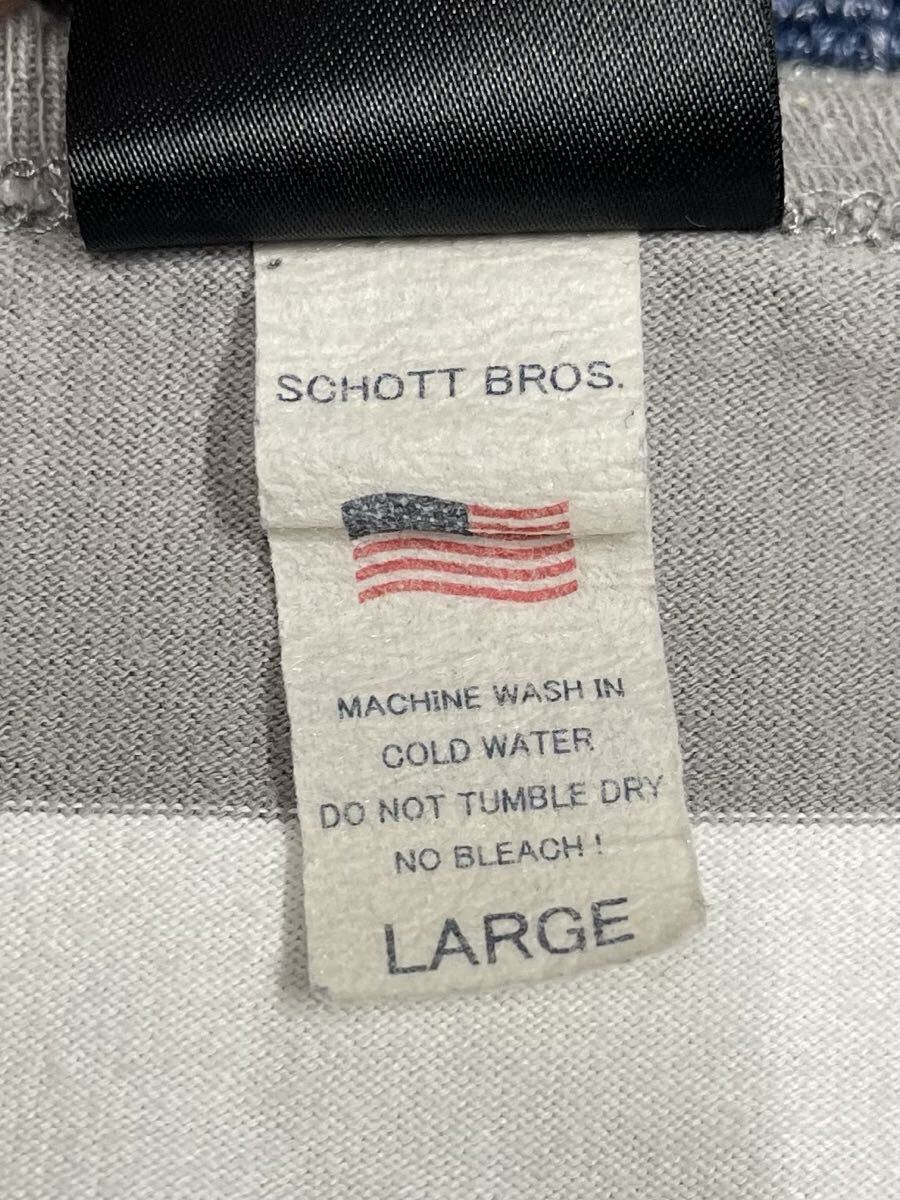 SCHOTT BROS.
MACHINE WASH IN
COLD WATER
DO NOT TUMBLE DRY
NO BLEACH !
LARGE